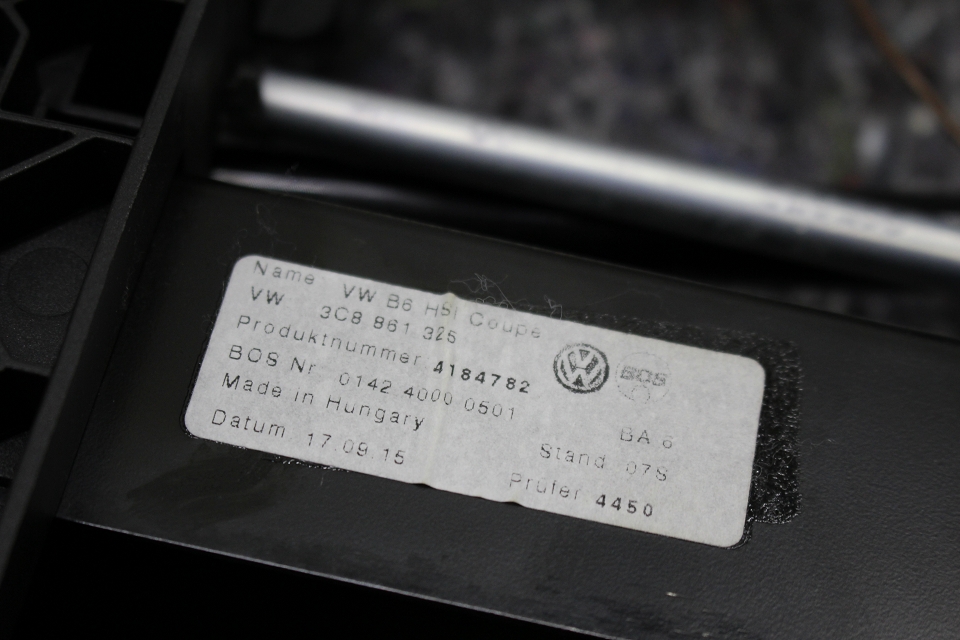 Name VW B6 HSI Coupe
VW 3C8 861 325
Produktnummer 4184782
BOS Nr. 0142 4000 0501
Made in Hungary
Datum 17.09.15
BOS
BA 6
Stand 07S
Prüfer 4450